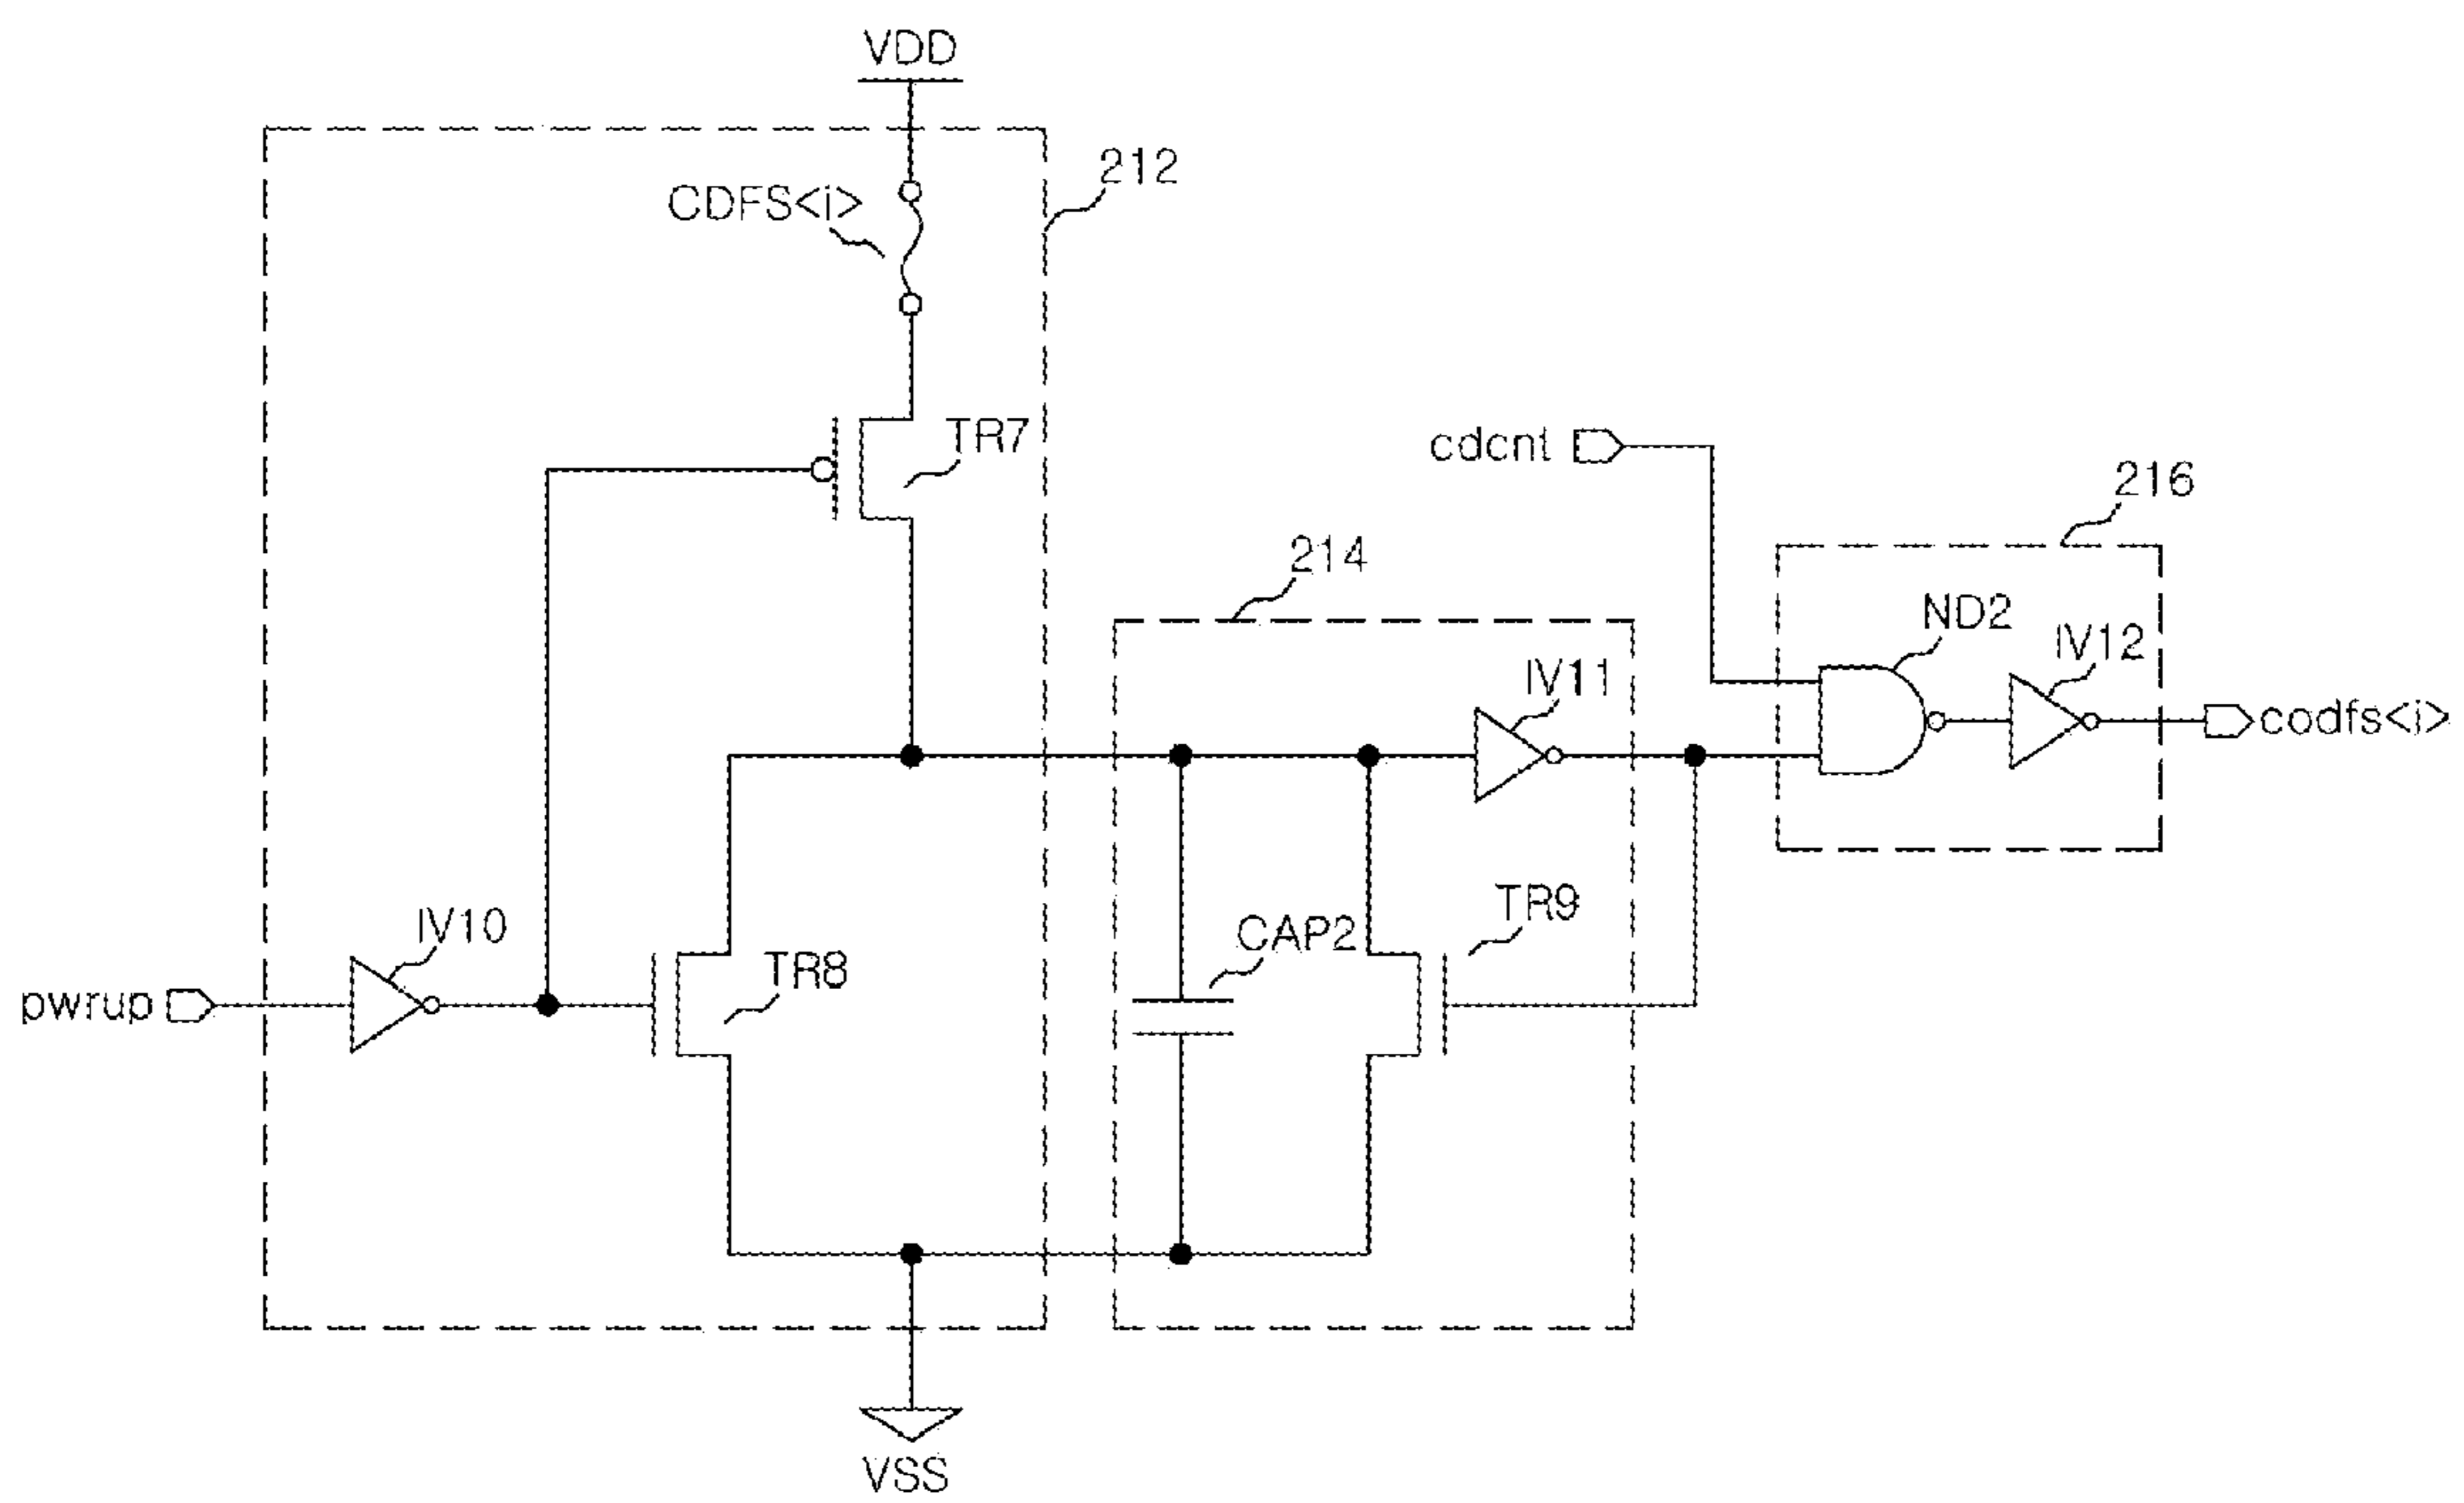 VDD
212
CDFS<i>
TR7
cdcnt
216
214
ND2
IV12
IV11
codfs<i>
TR9
IV10
CAP2
TR8
pwrup
VSS